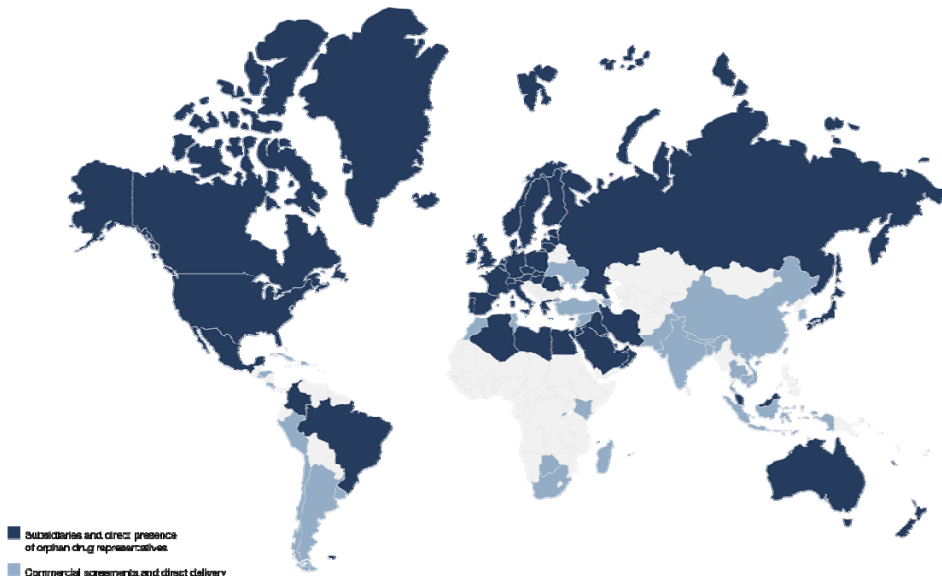 Subsidiaries and direct presence
of orphan drug representatives
Commercial agreements and direct delivery